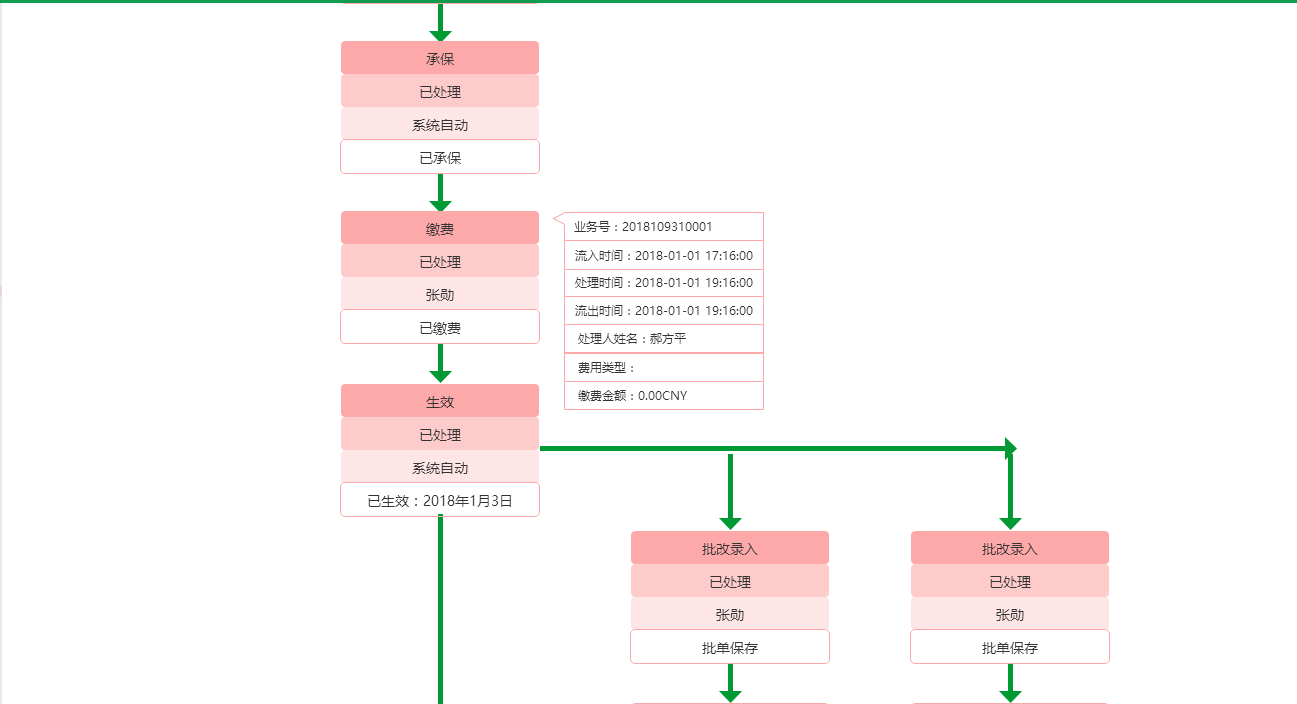 承保
已处理
系统自动
已承保
缴费
已处理
张勋
已缴费
业务号：2018109310001
流入时间：2018-01-01 17:16:00
处理时间：2018-01-01 19:16:00
流出时间：2018-01-01 19:16:00
处理人姓名：郝方平
费用类型：
缴费金额：0.00CNY
生效
已处理
系统自动
已生效：2018年1月3日
批改录入
已处理
张勋
批单保存
批改录入
已处理
张勋
批单保存